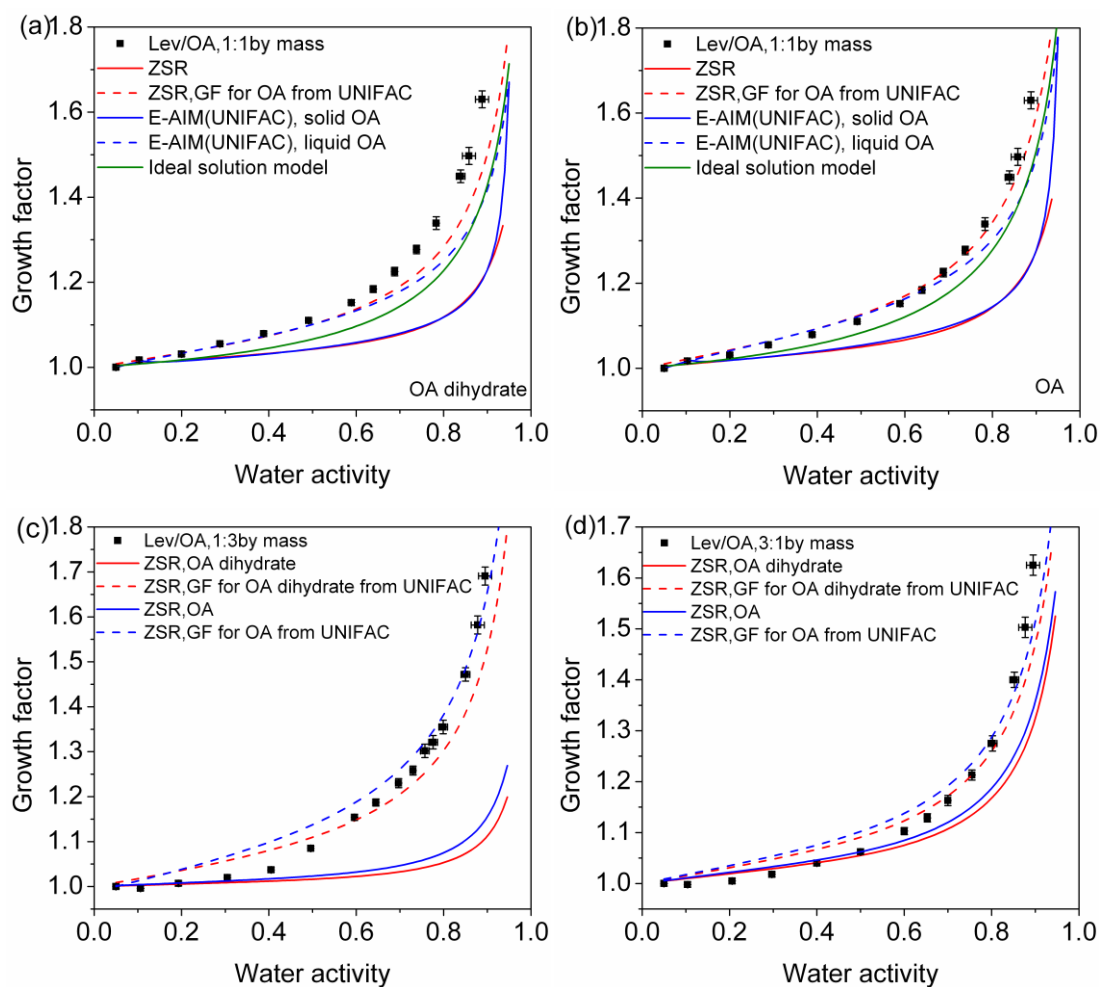 (a)
1.8
1.6
1.4
1.2
1.0
Growth factor
Lev/OA,1:1by mass
ZSR
ZSR,GF for OA from UNIFAC
E-AIM(UNIFAC), solid OA
E-AIM(UNIFAC), liquid OA
Ideal solution model
OA dihydrate
0.0 0.2 0.4 0.6 0.8 1.0
Water activity
(b)
1.8
1.6
1.4
1.2
1.0
Growth factor
Lev/OA,1:1by mass
ZSR
ZSR,GF for OA from UNIFAC
E-AIM(UNIFAC), solid OA
E-AIM(UNIFAC), liquid OA
Ideal solution model
OA
0.0 0.2 0.4 0.6 0.8 1.0
Water activity
(c)
1.8
1.7
1.6
1.5
1.4
1.3
1.2
1.1
1.0
Growth factor
Lev/OA,1:3by mass
ZSR,OA dihydrate
ZSR,GF for OA dihydrate from UNIFAC
ZSR,OA
ZSR,GF for OA from UNIFAC
0.0 0.2 0.4 0.6 0.8 1.0
Water activity
(d)
1.7
1.6
1.5
1.4
1.3
1.2
1.1
1.0
Growth factor
Lev/OA,3:1by mass
ZSR,OA dihydrate
ZSR,GF for OA dihydrate from UNIFAC
ZSR,OA
ZSR,GF for OA from UNIFAC
0.0 0.2 0.4 0.6 0.8 1.0
Water activity